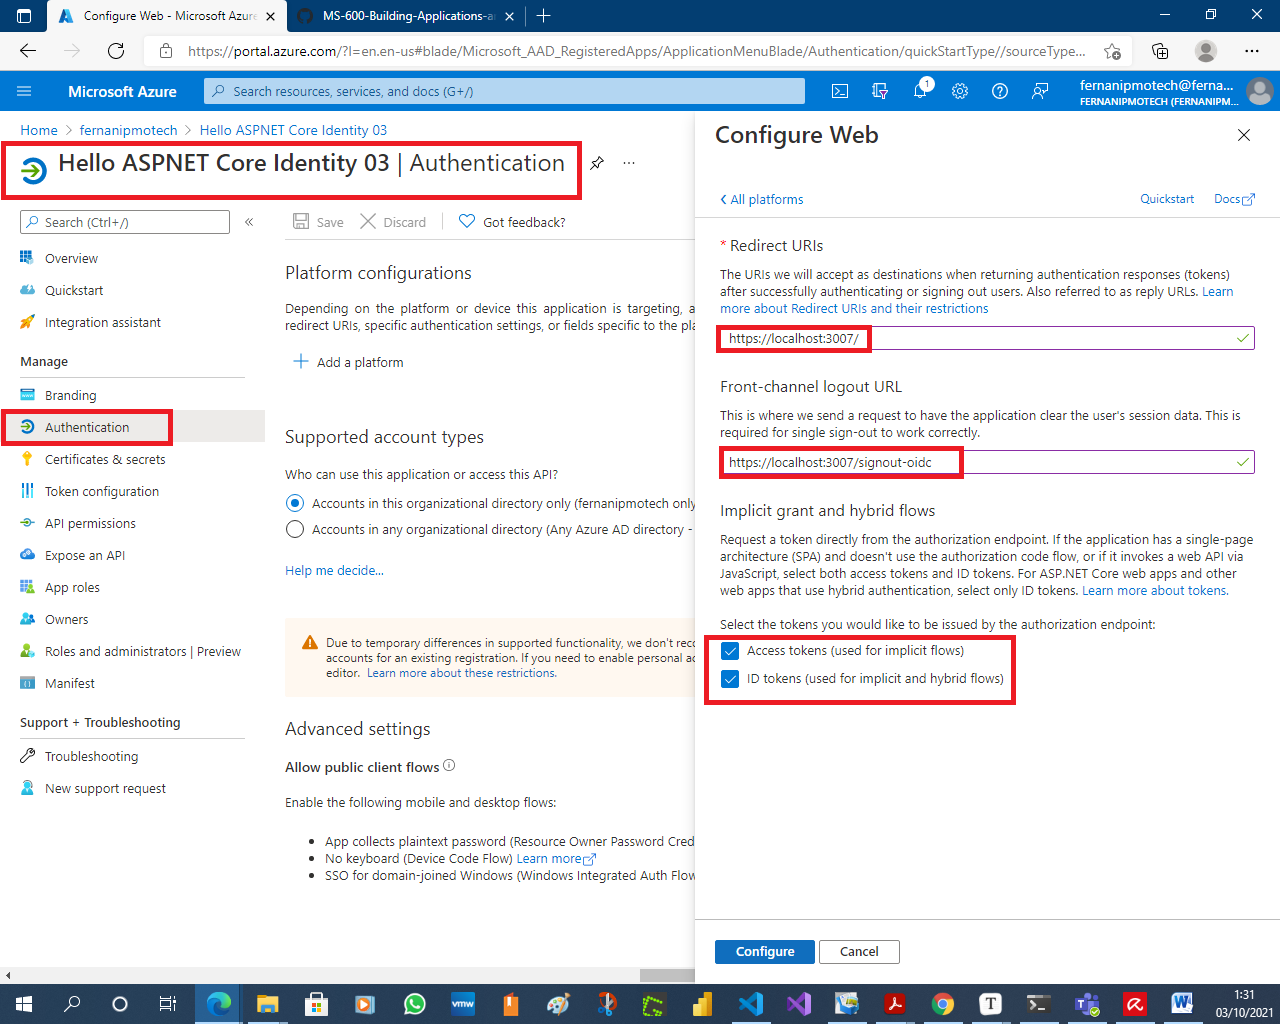 Configure Web - Microsoft Azure
MS-600-Building-Applications-a
https://portal.azure.com/?l=en.en-us#blade/Microsoft_AAD_RegisteredApps/ApplicationMenuBlade/Authentication/quickStartType//sourceType...
Microsoft Azure
Search resources, services, and docs (G+/)
1
fernanipmotech@ferna...
FERNANIPMOTECH (FERNANIPM...
Home > fernanipmotech > Hello ASPNET Core Identity 03
Hello ASPNET Core Identity 03 | Authentication
...
Search (Ctrl+/)
«
Overview
Quickstart
Integration assistant
Manage
Branding
Authentication
Certificates & secrets
Token configuration
API permissions
Expose an API
App roles
Owners
Roles and administrators | Preview
Manifest
Support + Troubleshooting
Troubleshooting
New support request
Save
Discard
Got feedback?
Platform configurations
Depending on the platform or device this application is targeting, a
redirect URIs, specific authentication settings, or fields specific to the pla
Add a platform
Supported account types
Who can use this application or access this API?
Accounts in this organizational directory only (fernanipmotech only
Accounts in any organizational directory (Any Azure AD directory -
Help me decide...
Due to temporary differences in supported functionality, we don't reco
accounts for an existing registration. If you need to enable personal ac
editor. Learn more about these restrictions.
Advanced settings
Allow public client flows
Enable the following mobile and desktop flows:
• App collects plaintext password (Resource Owner Password Cred
• No keyboard (Device Code Flow) Learn more
• SSO for domain-joined Windows (Windows Integrated Auth Flow
Configure Web
All platforms
Quickstart
Docs
* Redirect URIs
The URIs we will accept as destinations when returning authentication responses (tokens)
after successfully authenticating or signing out users. Also referred to as reply URLs. Learn
more about Redirect URIs and their restrictions
https://localhost:3007/
Front-channel logout URL
This is where we send a request to have the application clear the user's session data. This is
required for single sign-out to work correctly.
https://localhost:3007/signout-oidc
Implicit grant and hybrid flows
Request a token directly from the authorization endpoint. If the application has a single-page
architecture (SPA) and doesn't use the authorization code flow, or if it invokes a web API via
JavaScript, select both access tokens and ID tokens. For ASP.NET Core web apps and other
web apps that use hybrid authentication, select only ID tokens. Learn more about tokens.
Select the tokens you would like to be issued by the authorization endpoint:
Access tokens (used for implicit flows)
ID tokens (used for implicit and hybrid flows)
Configure
Cancel
vmw
T
W
1:31
03/10/2021